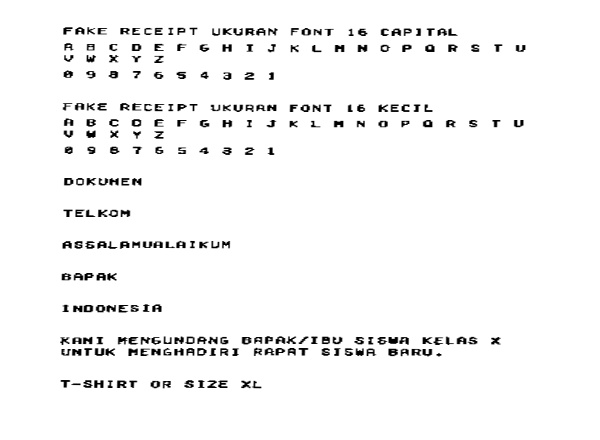 FAKE RECEIPT UKURAN FONT 16 CAPITAL
A B C D E F G H I J K L M N O P Q R S T U
V W X Y Z
0 9 8 7 6 5 4 3 2 1
FAKE RECEIPT UKURAN FONT 16 KECIL
A B C D E F G H I J K L M N O P Q R S T U
V W X Y Z
0 9 8 7 6 5 4 3 2 1
DOKUMEN
TELKOM
ASSALAMUALAIKUM
BAPAK
INDONESIA
KAMI MENGUNDANG BAPAK/IBU SISWA KELAS X
UNTUK MENGHADIRI RAPAT SISWA BARU.
T-SHIRT OR SIZE XL